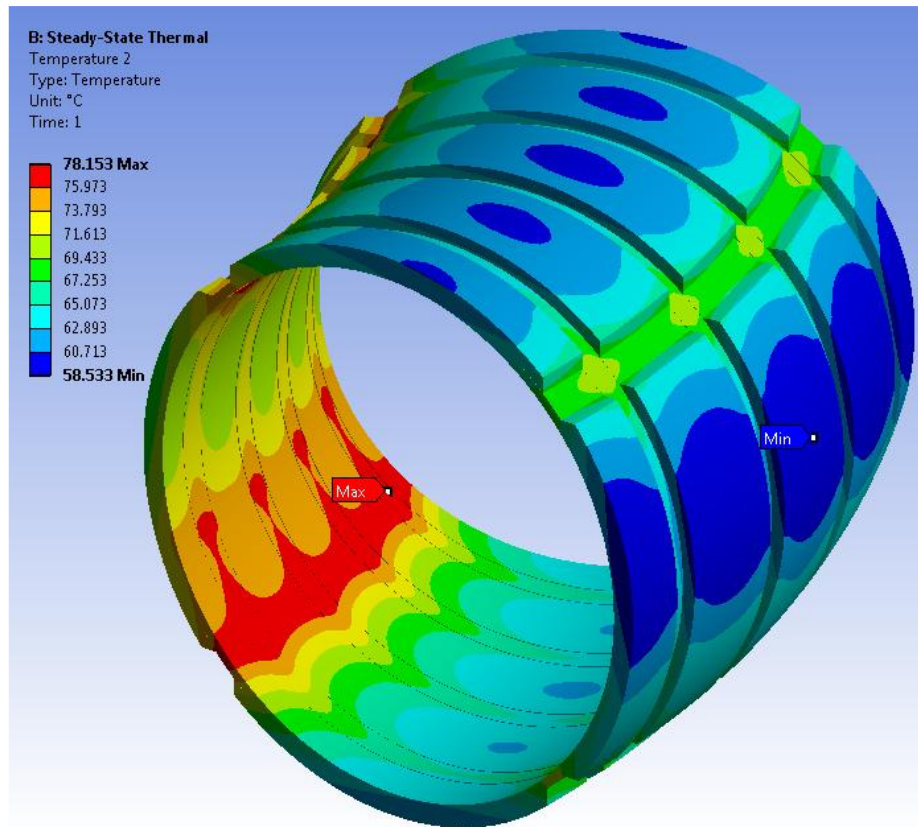 B: Steady-State Thermal
Temperature 2
Type: Temperature
Unit: °C
Time: 1
78.153 Max
75.973
73.793
71.613
69.433
67.253
65.073
62.893
60.713
58.533 Min
Min
Max